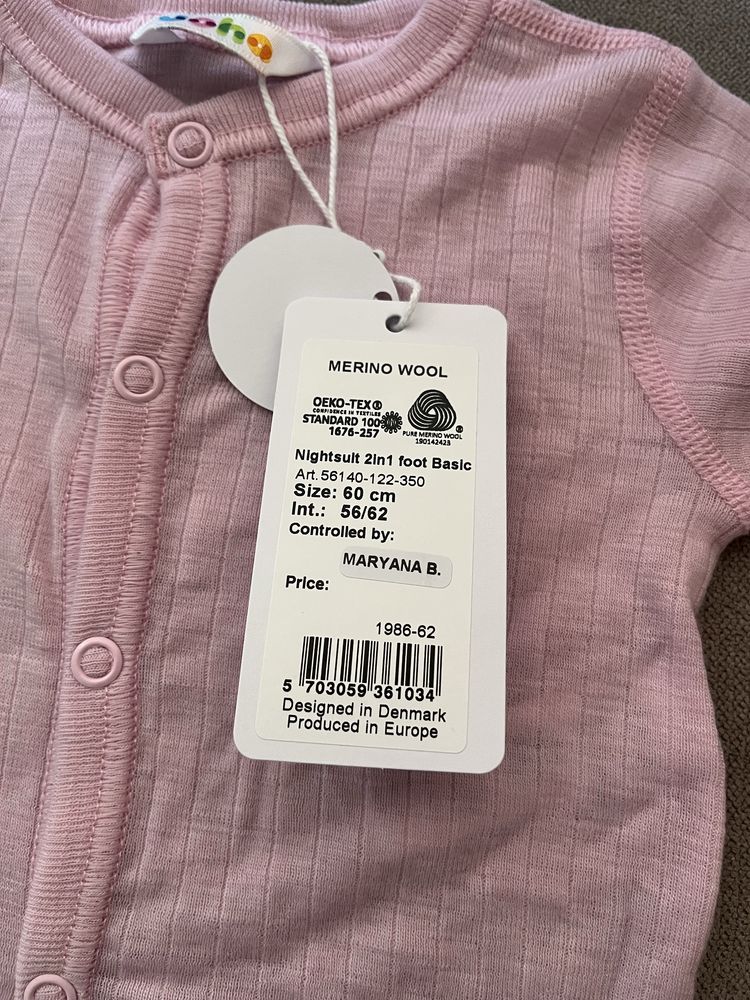 joha
MERINO WOOL
OEKO-TEX®
CONFIDENCE IN TEXTILES
STANDARD 100
1676-257
PURE MERINO WOOL
190142423
Nightsuit 2in1 foot Basic
Art. 56140-122-350
Size: 60 cm
Int.: 56/62
Controlled by:
MARYANA B.
Price:
1986-62
5 703059 361034
Designed in Denmark
Produced in Europe